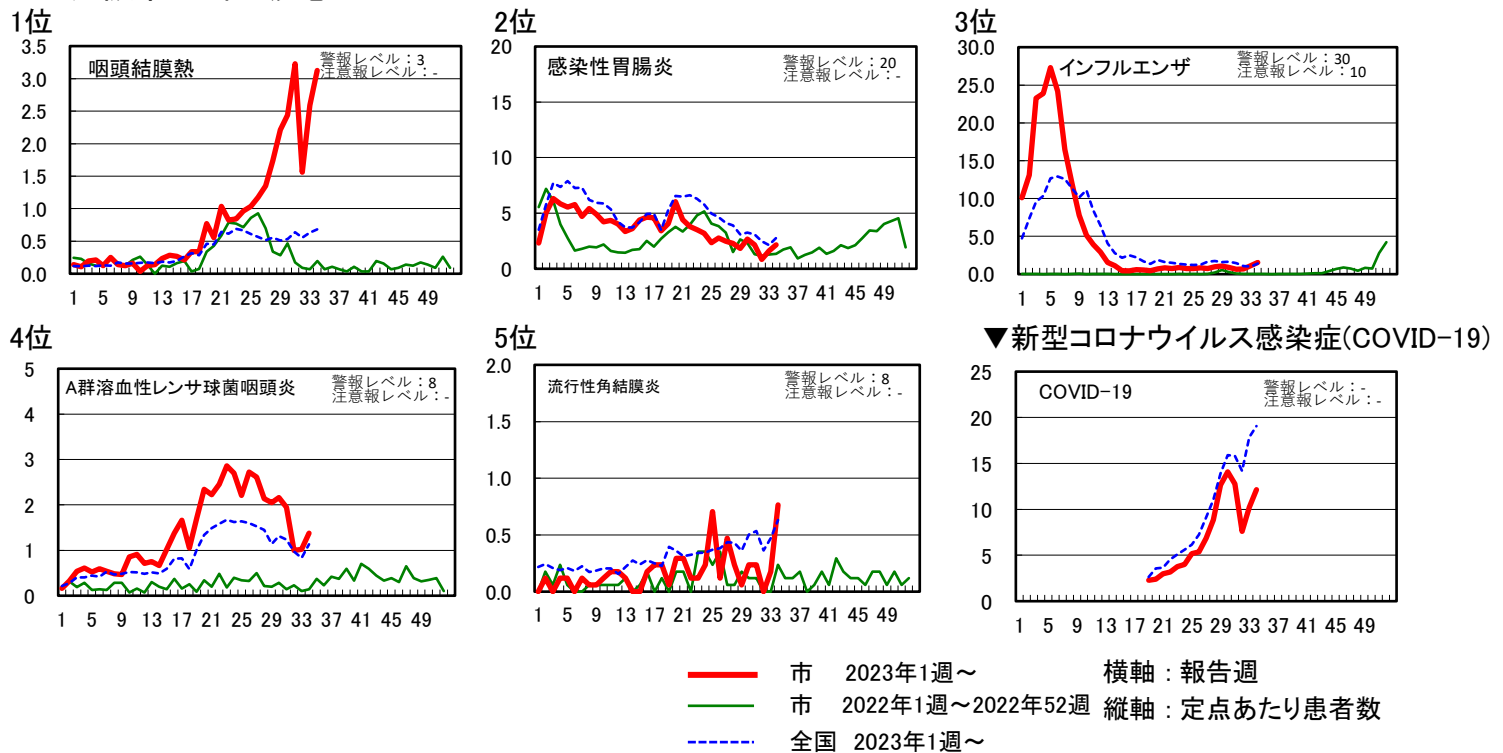 1位
咽頭結膜熱
警報レベル：3
注意報レベル：-
3.5
3.0
2.5
2.0
1.5
1.0
0.5
0.0
1 5 9 13 17 21 25 29 33 37 41 45 49
2位
感染性胃腸炎
警報レベル：20
注意報レベル：-
20
15
10
5
0
1 5 9 13 17 21 25 29 33 37 41 45 49
3位
インフルエンザ
警報レベル：30
注意報レベル：10
30.0
25.0
20.0
15.0
10.0
5.0
0.0
1 5 9 13 17 21 25 29 33 37 41 45 49
4位
A群溶血性レンサ球菌咽頭炎
警報レベル：8
注意報レベル：-
5
4
3
2
1
0
1 5 9 13 17 21 25 29 33 37 41 45 49
5位
流行性角結膜炎
警報レベル：8
注意報レベル：-
2.0
1.5
1.0
0.5
0.0
1 5 9 13 17 21 25 29 33 37 41 45 49
▼新型コロナウイルス感染症(COVID-19)
COVID-19
警報レベル：-
注意報レベル：-
25
20
15
10
5
0
1 5 9 13 17 21 25 29 33 37 41 45 49
市 2023年1週～ 横軸：報告週
市 2022年1週～2022年52週 縦軸：定点あたり患者数
全国 2023年1週～